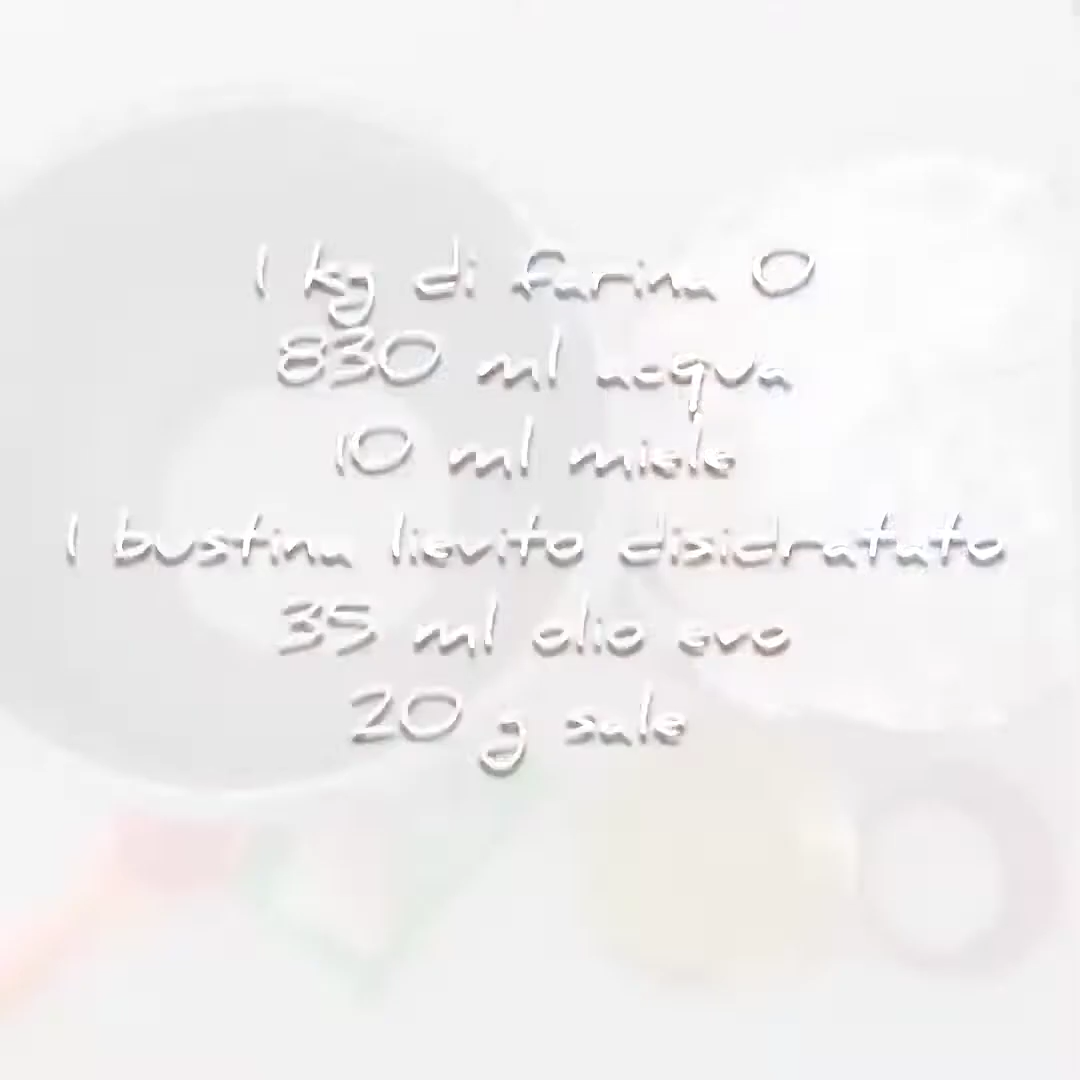 1 kg di farina 0
830 ml acqua
10 ml miele
1 bustina lievito disidratato
35 ml olio evo
20 g sale